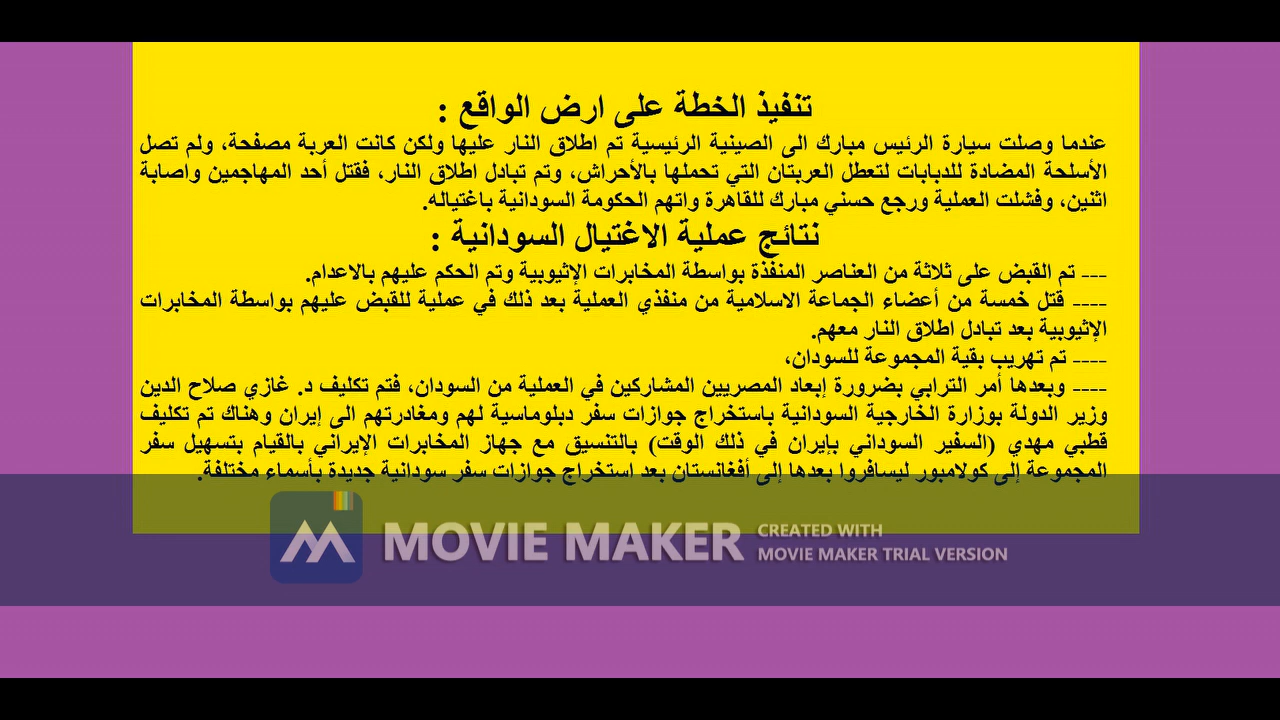 تنفيذ الخطة على ارض الواقع :
عندما وصلت سيارة الرئيس مبارك الى الصينية الرئيسية تم اطلاق النار عليها ولكن كانت العربة مصفحة، ولم تصل
الأسلحة المضادة للدبابات لتعطل العربتان التي تحملها بالأحراش، وتم تبادل اطلاق النار، فقتل أحد المهاجمين واصابة
اثنين، وفشلت العملية ورجع حسني مبارك للقاهرة واتهم الحكومة السودانية باغتياله.
نتائج عملية الاغتيال السودانية :
--- تم القبض على ثلاثة من العناصر المنفذة بواسطة المخابرات الإثيوبية وتم الحكم عليهم بالاعدام.
---- قتل خمسة من أعضاء الجماعة الاسلامية من منفذي العملية بعد ذلك في عملية للقبض عليهم بواسطة المخابرات
الإثيوبية بعد تبادل اطلاق النار معهم.
---- تم تهريب بقية المجموعة للسودان،
---- وبعدها أمر الترابي بضرورة إبعاد المصريين المشاركين في العملية من السودان، فتم تكليف د. غازي صلاح الدين
وزير الدولة بوزارة الخارجية السودانية باستخراج جوازات سفر دبلوماسية لهم ومغادرتهم الى إيران وهناك تم تكليف
قطبي مهدي (السفير السوداني بإيران في ذلك الوقت) بالتنسيق مع جهاز المخابرات الإيراني بالقيام بتسهيل سفر
المجموعة إلى كولامبور ليسافروا بعدها إلى أفغانستان بعد استخراج جوازات سفر سودانية جديدة بأسماء مختلفة.
MOVIE MAKER
CREATED WITH
MOVIE MAKER TRIAL VERSION